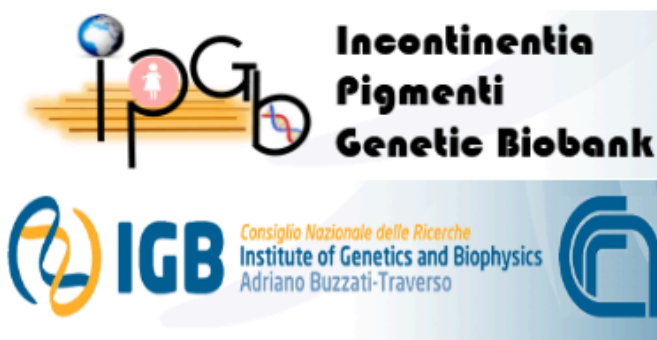 ipGb
Incontinentia
Pigmenti
Genetic Biobank
IGB
Consiglio Nazionale delle Ricerche
Institute of Genetics and Biophysics
Adriano Buzzati-Traverso